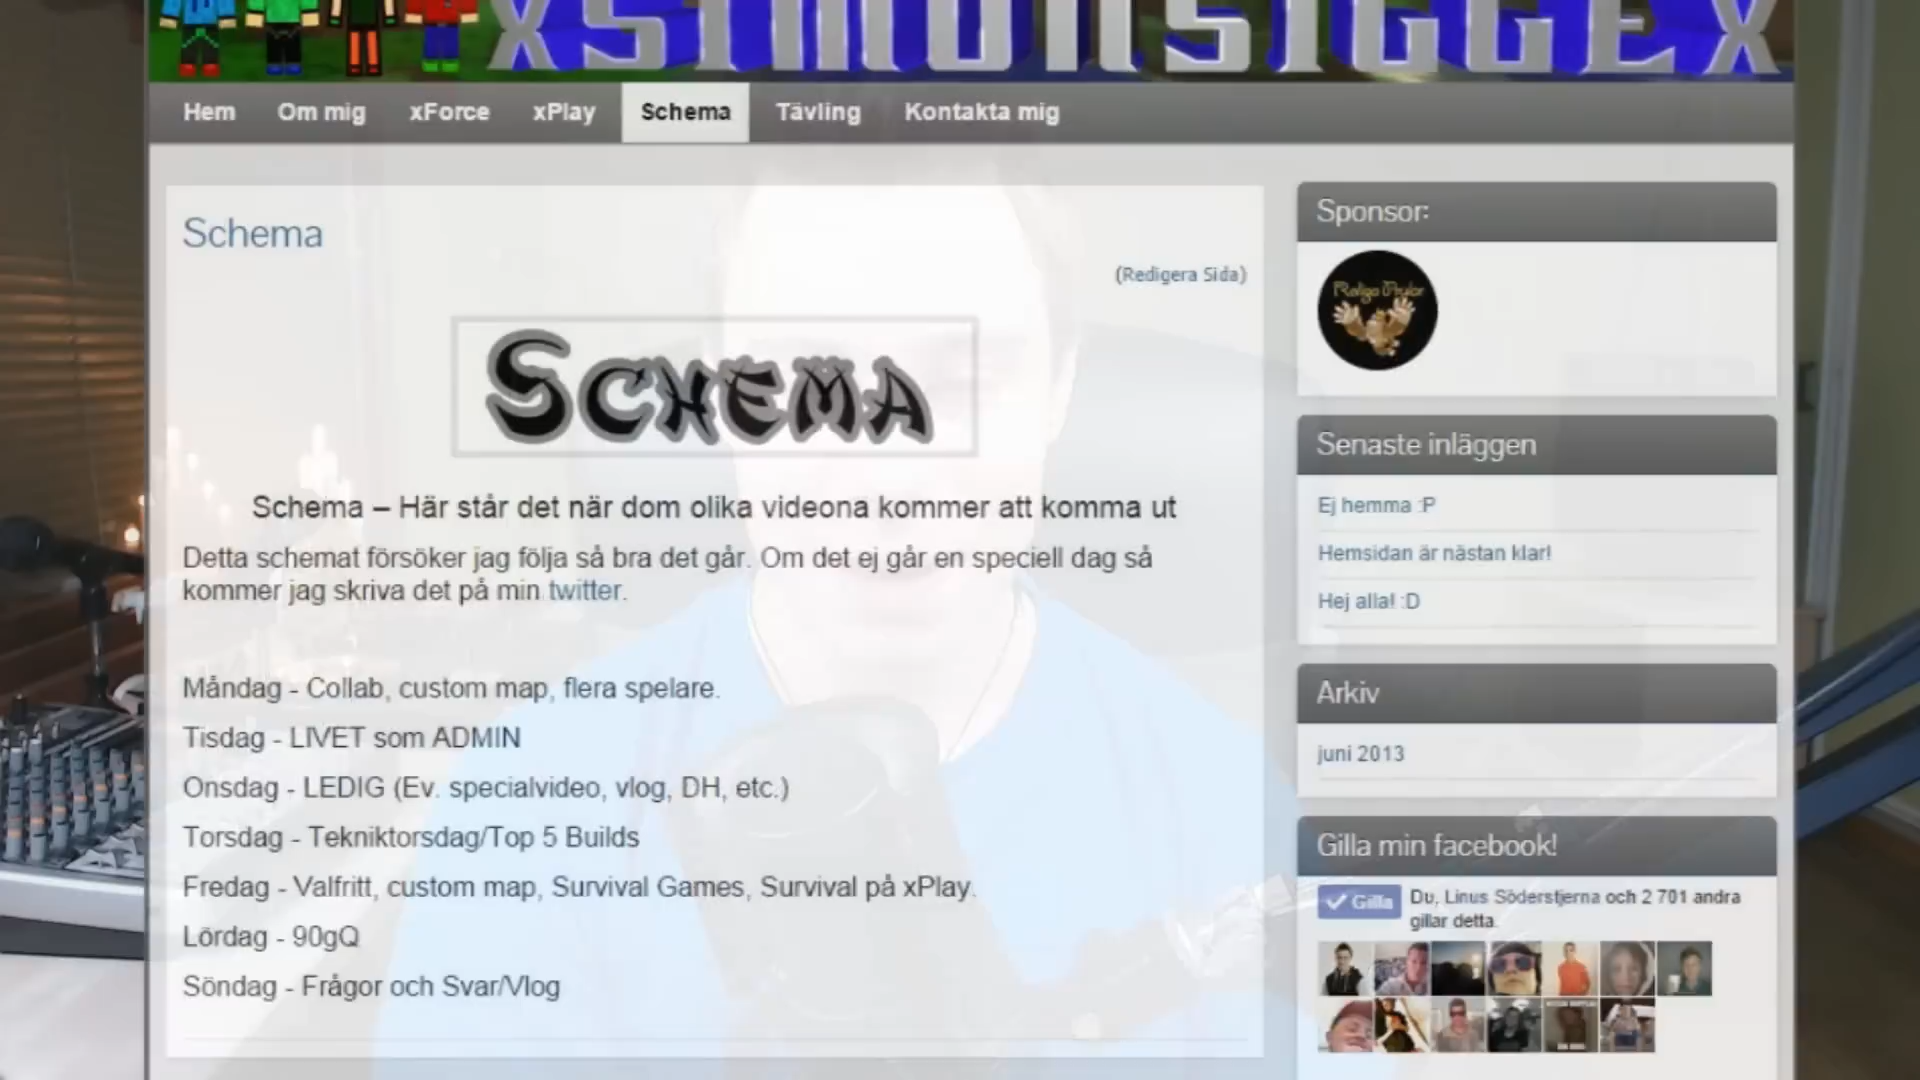 xSIMONSIGGEx
Hem Om mig xForce xPlay Schema Tävling Kontakta mig
Schema
(Redigera Sida)
SCHEMA
Schema – Här står det när dom olika videona kommer att komma ut
Detta schemat försöker jag följa så bra det går. Om det ej går en speciell dag så
kommer jag skriva det på min twitter.
Måndag - Collab, custom map, flera spelare.
Tisdag - LIVET som ADMIN
Onsdag - LEDIG (Ev. specialvideo, vlog, DH, etc.)
Torsdag - Tekniktorsdag/Top 5 Builds
Fredag - Valfritt, custom map, Survival Games, Survival på xPlay.
Lördag - 90gQ
Söndag - Frågor och Svar/Vlog
Sponsor:
Roliga Prylar
Senaste inläggen
Ej hemma :P
Hemsidan är nästan klar!
Hej alla! :D
Arkiv
juni 2013
Gilla min facebook!
Gilla
Du, Linus Söderstjerna och 2 701 andra
gillar detta.